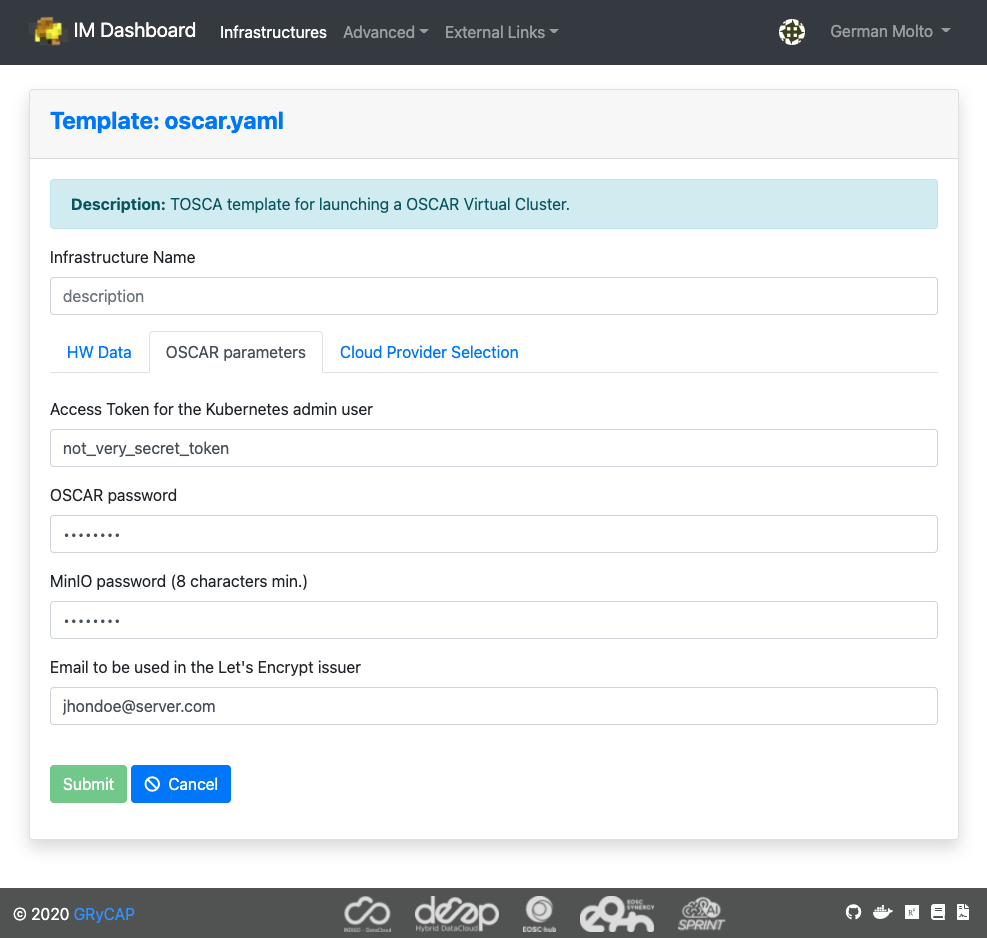 IM Dashboard Infrastructures Advanced External Links German Molto
Template: oscar.yaml
Description: TOSCA template for launching a OSCAR Virtual Cluster.
Infrastructure Name
description
HW Data OSCAR parameters Cloud Provider Selection
Access Token for the Kubernetes admin user
not_very_secret_token
OSCAR password
••••••••
MinIO password (8 characters min.)
••••••••
Email to be used in the Let's Encrypt issuer
jhondoe@server.com
Submit Cancel
© 2020 GRyCAP
INDIGO - DataCloud
deep
Hybrid DataCloud
EOSC-hub
EOSC
SYNERGY
SPRINT